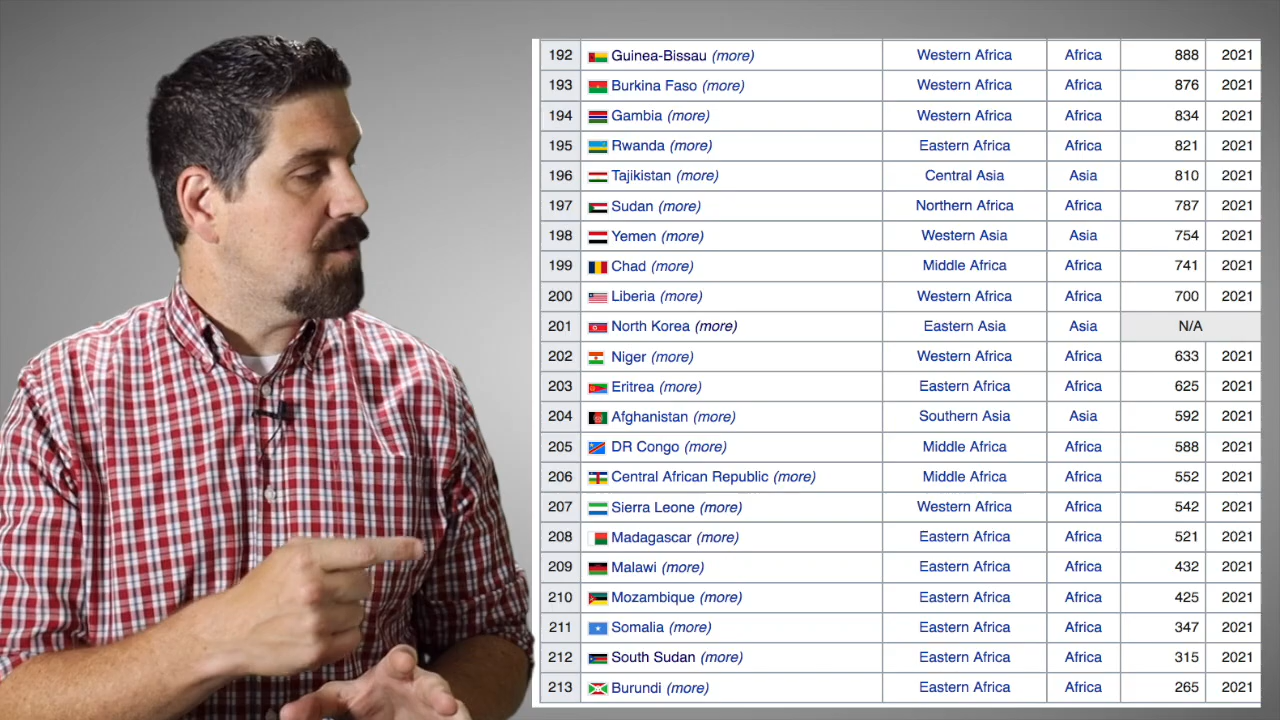 192 Guinea-Bissau (more) Western Africa Africa 888 2021
193 Burkina Faso (more) Western Africa Africa 876 2021
194 Gambia (more) Western Africa Africa 834 2021
195 Rwanda (more) Eastern Africa Africa 821 2021
196 Tajikistan (more) Central Asia Asia 810 2021
197 Sudan (more) Northern Africa Africa 787 2021
198 Yemen (more) Western Asia Asia 754 2021
199 Chad (more) Middle Africa Africa 741 2021
200 Liberia (more) Western Africa Africa 700 2021
201 North Korea (more) Eastern Asia Asia N/A
202 Niger (more) Western Africa Africa 633 2021
203 Eritrea (more) Eastern Africa Africa 625 2021
204 Afghanistan (more) Southern Asia Asia 592 2021
205 DR Congo (more) Middle Africa Africa 588 2021
206 Central African Republic (more) Middle Africa Africa 552 2021
207 Sierra Leone (more) Western Africa Africa 542 2021
208 Madagascar (more) Eastern Africa Africa 521 2021
209 Malawi (more) Eastern Africa Africa 432 2021
210 Mozambique (more) Eastern Africa Africa 425 2021
211 Somalia (more) Eastern Africa Africa 347 2021
212 South Sudan (more) Eastern Africa Africa 315 2021
213 Burundi (more) Eastern Africa Africa 265 2021